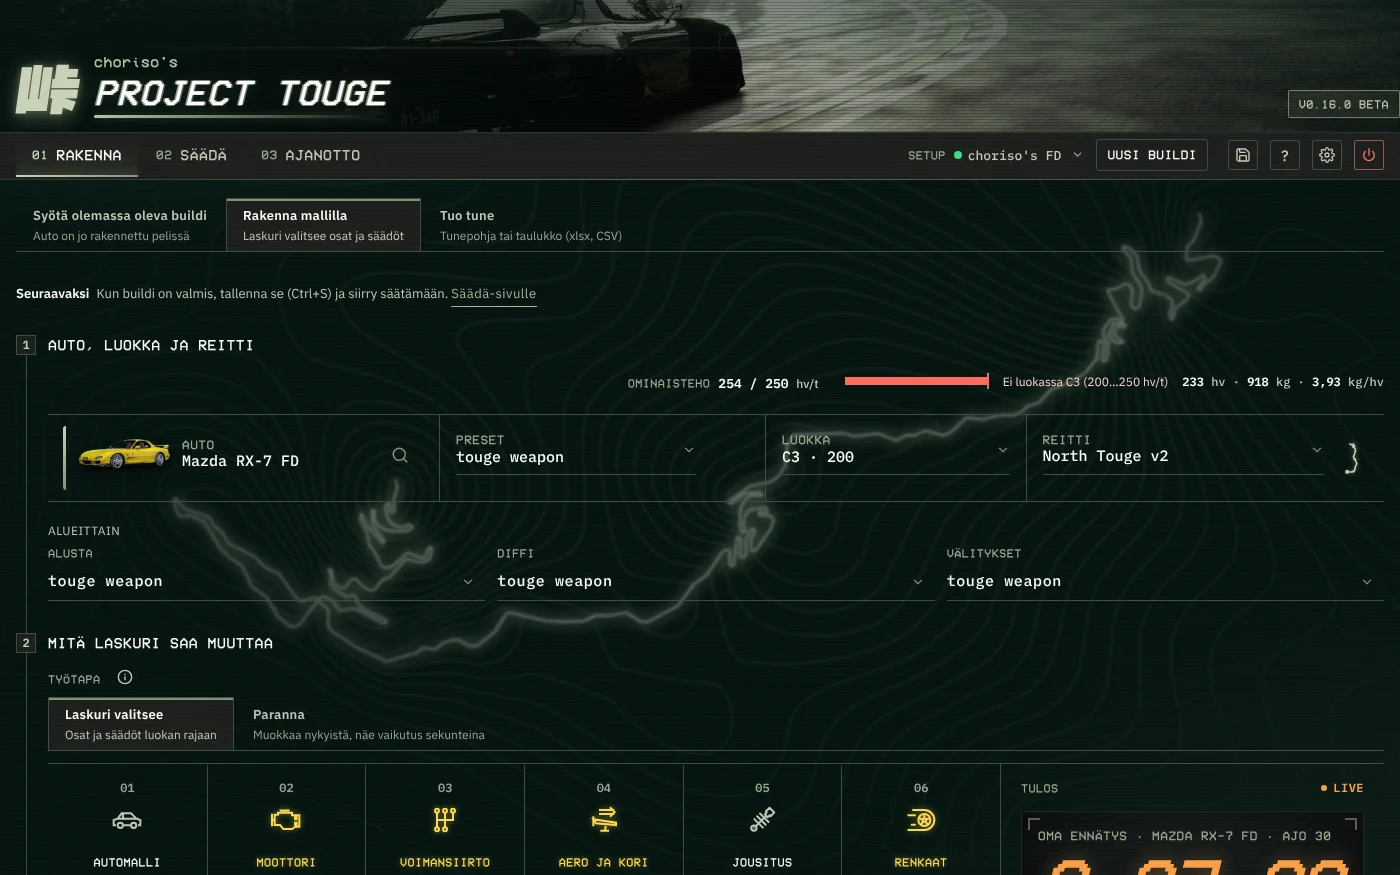 choriso's
PROJECT TOUGE
V0.16.0 BETA
01 RAKENNA
02 SÄÄDÄ
03 AJANOTTO
SETUP
choriso's FD
UUSI BUILDI
?
Syötä olemassa oleva buildi
Auto on jo rakennettu pelissä
Rakenna mallilla
Laskuri valitsee osat ja säädöt
Tuo tune
Tunepohja tai taulukko (xlsx, CSV)
Seuraavaksi Kun buildi on valmis, tallenna se (Ctrl+S) ja siirry säätämään. Säädä-sivulle
1 AUTO, LUOKKA JA REITTI
OMINAISTEHO 254 / 250 hv/t
Ei luokassa C3 (200…250 hv/t)
233 hv · 918 kg · 3,93 kg/hv
AUTO
Mazda RX-7 FD
PRESET
touge weapon
LUOKKA
C3 · 200
REITTI
North Touge v2
ALUEITTAIN
ALUSTA
touge weapon
DIFFI
touge weapon
VÄLITYKSET
touge weapon
2 MITÄ LASKURI SAA MUUTTAA
TYÖTAPA
Laskuri valitsee
Osat ja säädöt luokan rajaan
Paranna
Muokkaa nykyistä, näe vaikutus sekunteina
01
AUTOMALLI
02
MOOTTORI
03
VOIMANSIIRTO
04
AERO JA KORI
05
JOUSITUS
06
RENKAAT
TULOS
LIVE
OMA ENNÄTYS · MAZDA RX-7 FD · AJO 30